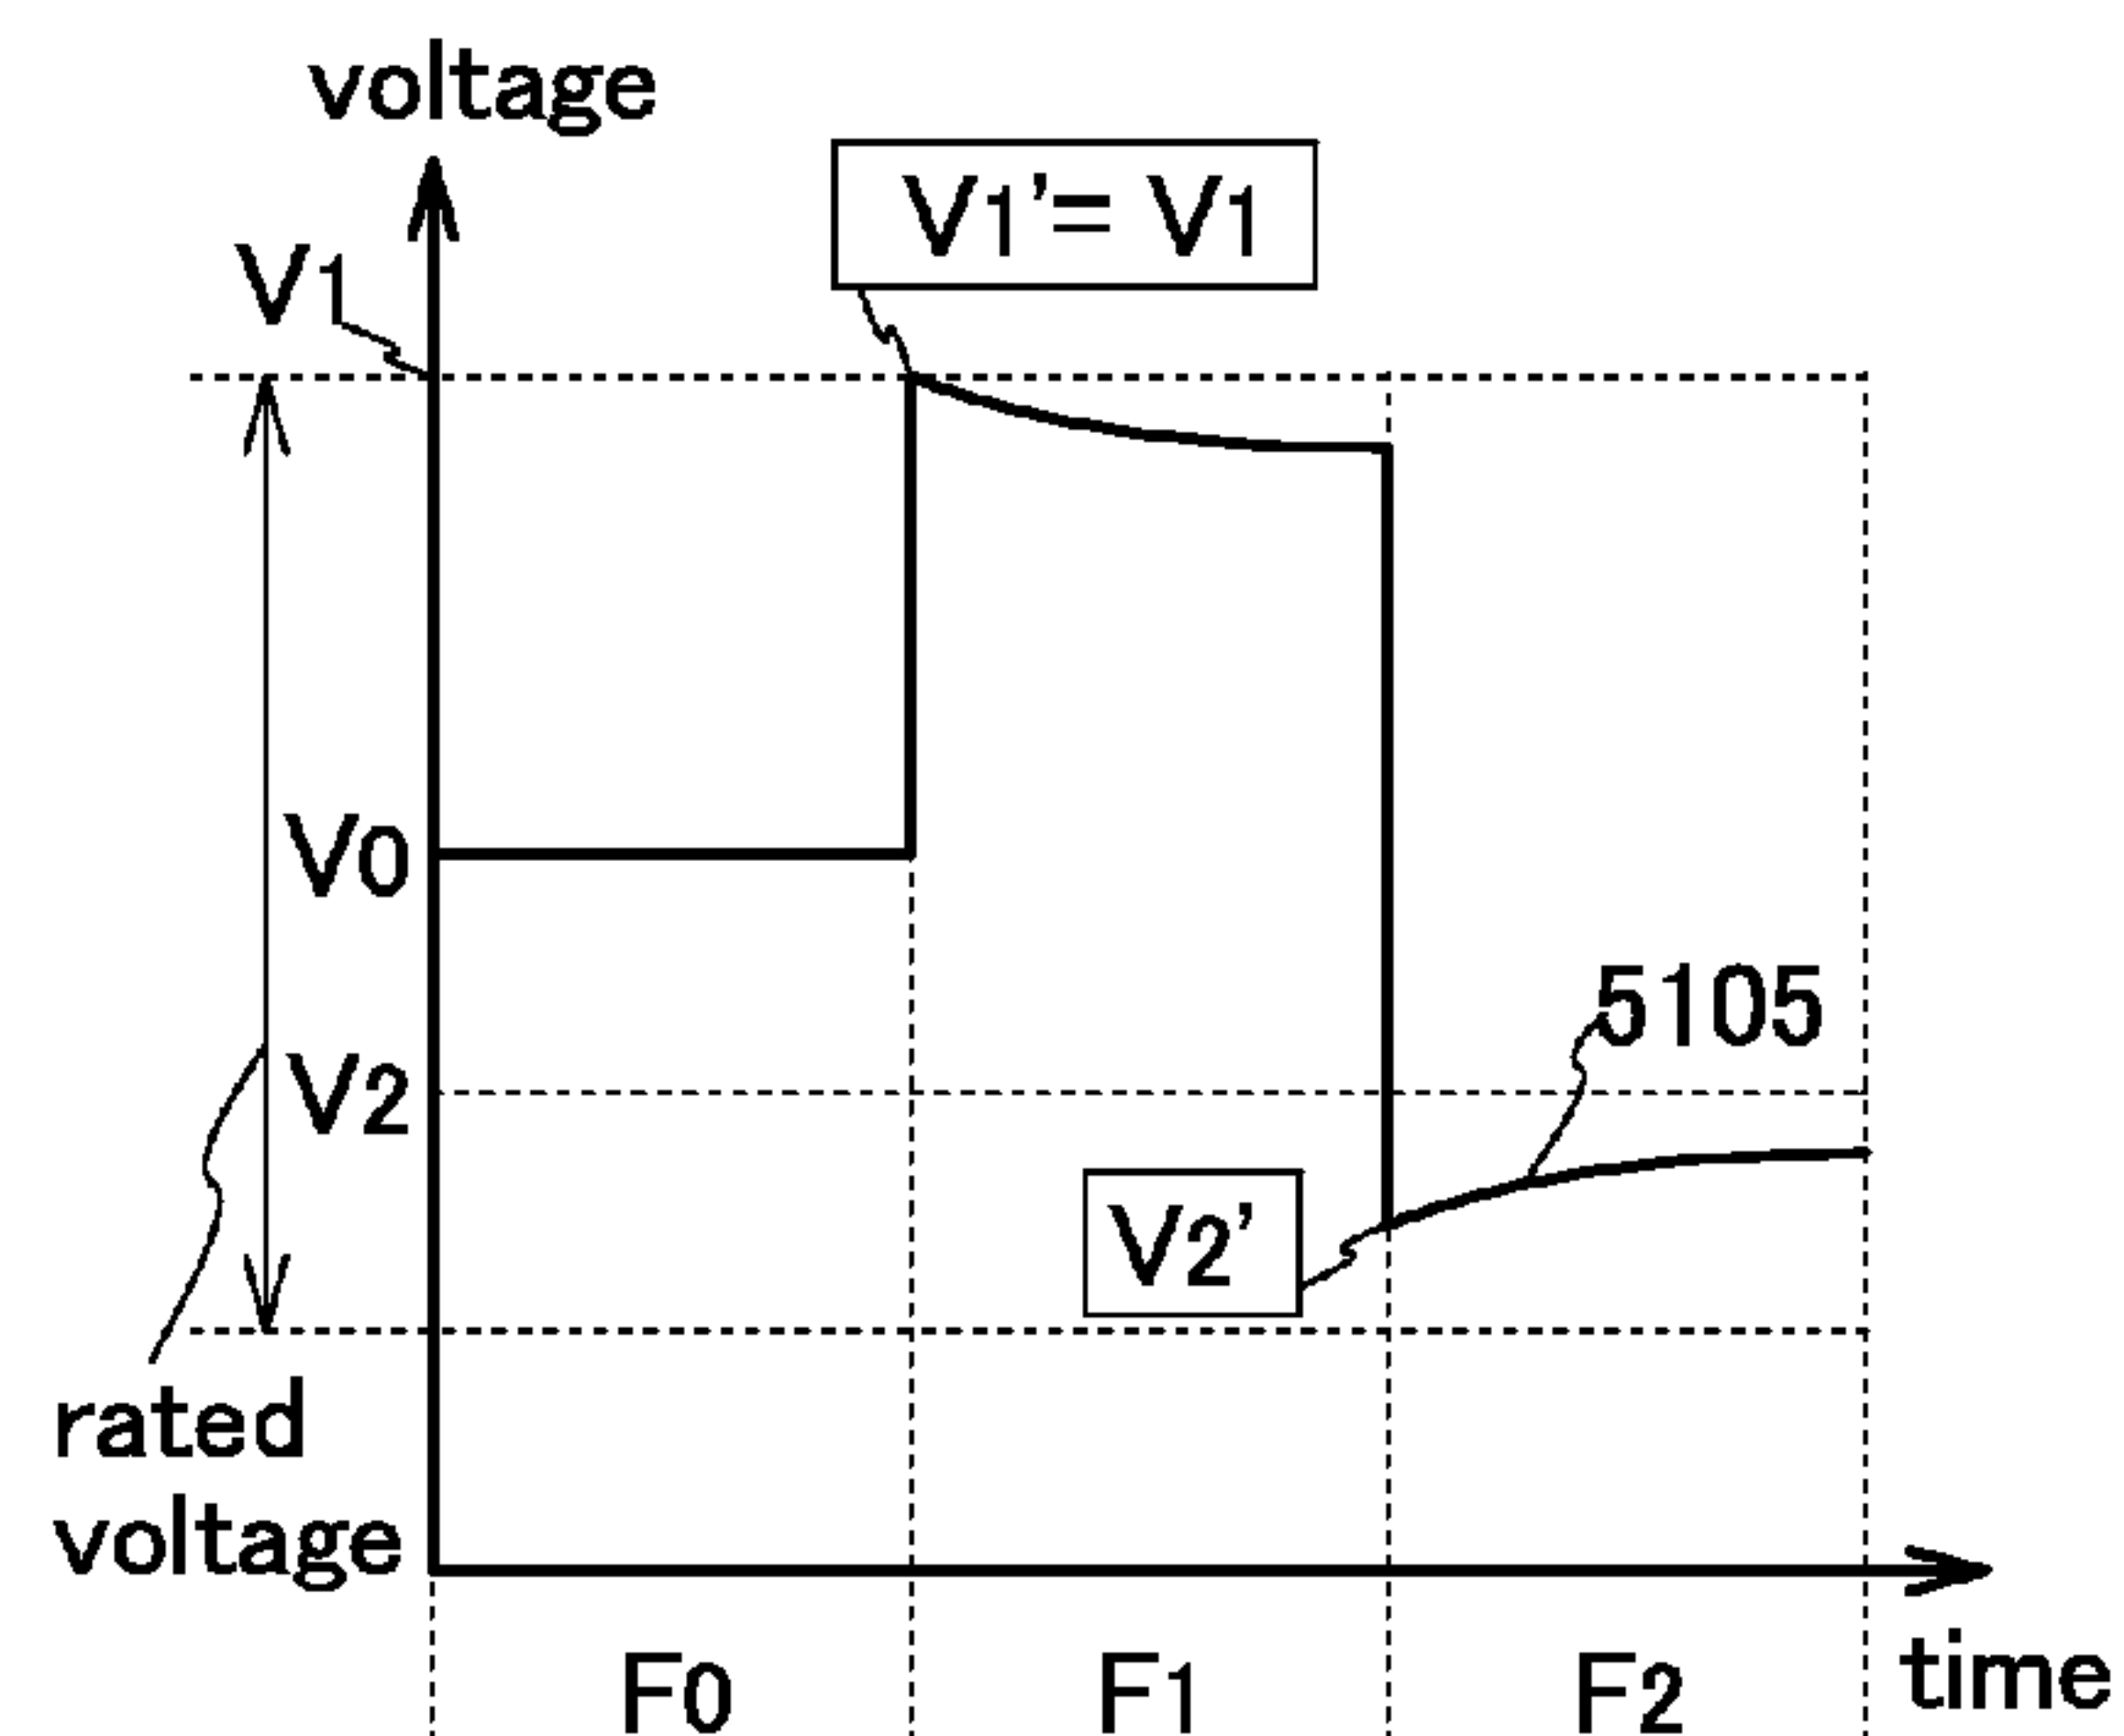 voltage
V1'= V1
V1
V0
5105
V2
V2'
rated
voltage
F0
F1
F2
time